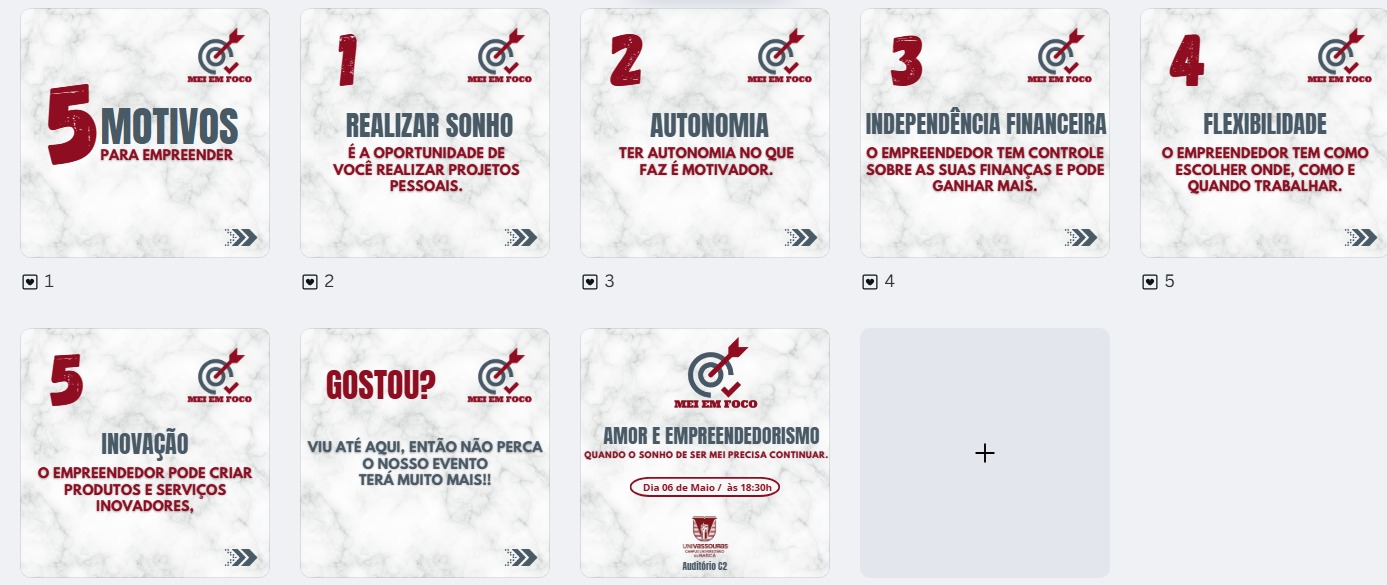 MEI EM FOCO
5 MOTIVOS
PARA EMPREENDER
1
1
MEI EM FOCO
REALIZAR SONHO
É A OPORTUNIDADE DE
VOCÊ REALIZAR PROJETOS
PESSOAIS.
2
2
MEI EM FOCO
AUTONOMIA
TER AUTONOMIA NO QUE
FAZ É MOTIVADOR.
3
3
MEI EM FOCO
INDEPENDÊNCIA FINANCEIRA
O EMPREENDEDOR TEM CONTROLE
SOBRE AS SUAS FINANÇAS E PODE
GANHAR MAIS.
4
4
MEI EM FOCO
FLEXIBILIDADE
O EMPREENDEDOR TEM COMO
ESCOLHER ONDE, COMO E
QUANDO TRABALHAR.
5
5
MEI EM FOCO
INOVAÇÃO
O EMPREENDEDOR PODE CRIAR
PRODUTOS E SERVIÇOS
INOVADORES,
GOSTOU?
MEI EM FOCO
VIU ATÉ AQUI, ENTÃO NÃO PERCA
O NOSSO EVENTO
TERÁ MUITO MAIS!!
MEI EM FOCO
AMOR E EMPREENDEDORISMO
QUANDO O SONHO DE SER MEI PRECISA CONTINUAR.
Dia 06 de Maio / às 18:30h
UNIVASSOURAS
CAMPUS UNIVERSITÁRIO
DE MARICÁ
Auditório C2